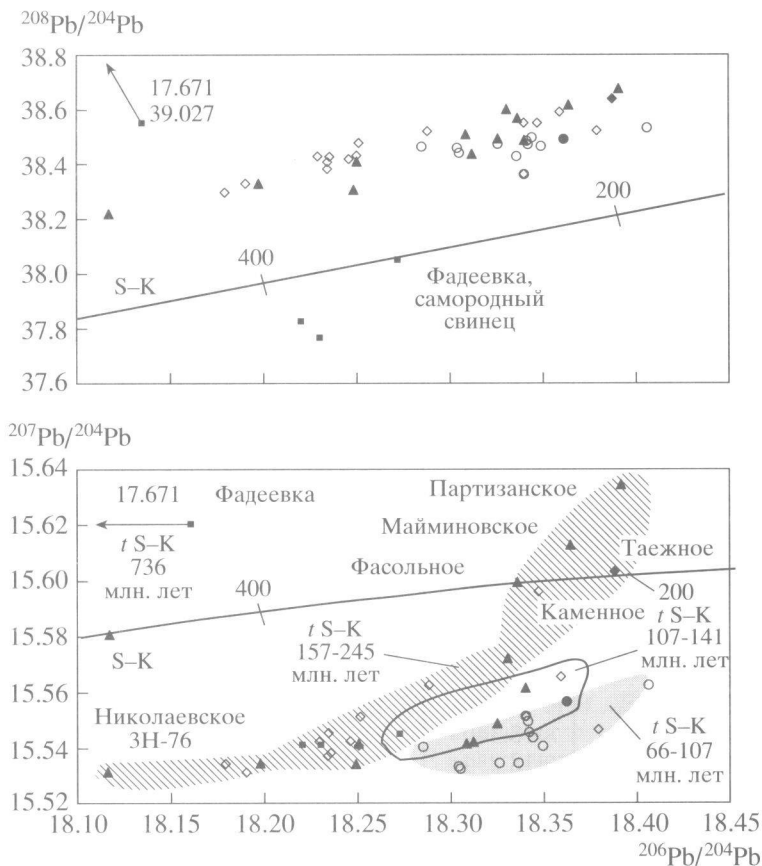 ²⁰⁸Pb/²⁰⁴Pb
38.8
38.6
38.4
38.2
38.0
37.8
37.6
17.671
39.027
400
200
S–K
Фадеевка,
самородный
свинец
²⁰⁷Pb/²⁰⁴Pb
15.64
15.62
15.60
15.58
15.56
15.54
15.52
17.671
Фадеевка
Партизанское
t S–K
736
млн. лет
Майминовское
Фасольное
Таежное
400
200
Каменное
S–K
t S–K
157-245
млн. лет
t S–K
107-141
млн. лет
Николаевское
3Н-76
t S–K
66-107
млн. лет
18.10 18.15 18.20 18.25 18.30 18.35 18.40 18.45
²⁰⁶Pb/²⁰⁴Pb